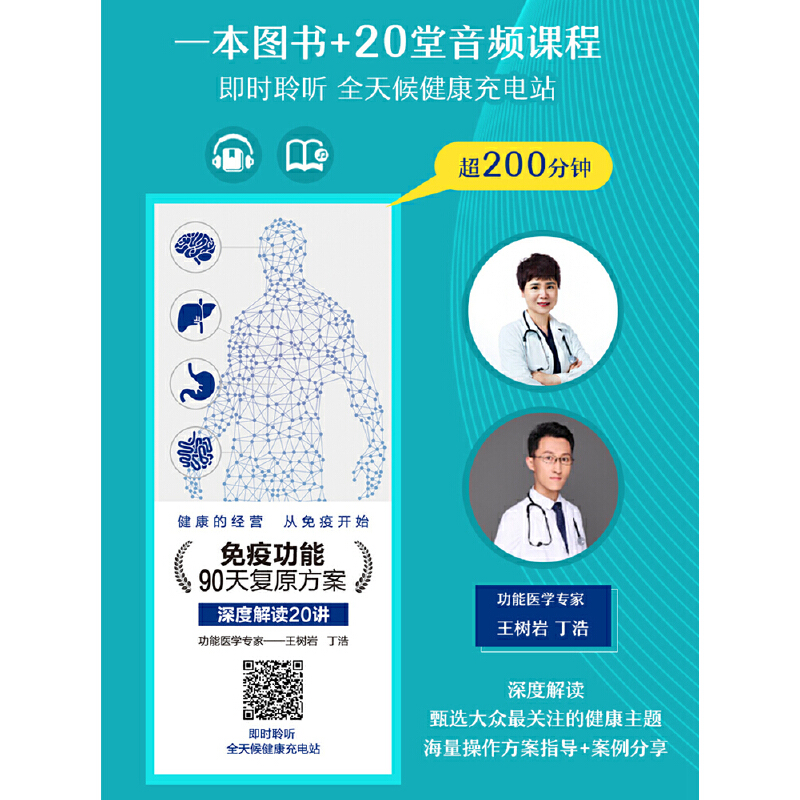 一本图书+20堂音频课程
即时聆听 全天候健康充电站
超200分钟
健康的经营 从免疫开始
免疫功能
90天复原方案
深度解读20讲
功能医学专家——王树岩 丁浩
即时聆听
全天候健康充电站
功能医学专家
王树岩 丁浩
深度解读
甄选大众最关注的健康主题
海量操作方案指导+案例分享